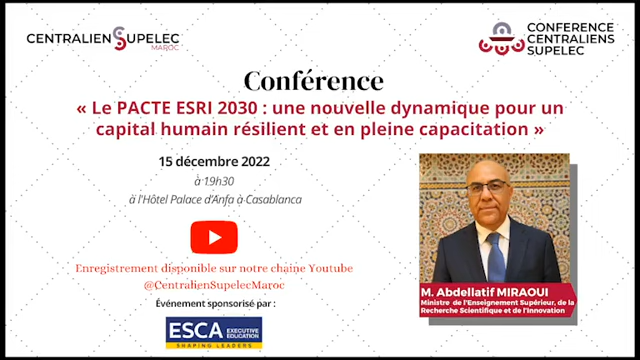 CENTRALIENSUPELEC
MAROC
CONFERENCE
CENTRALIENS
SUPELEC
Conférence
« Le PACTE ESRI 2030 : une nouvelle dynamique pour un
capital humain résilient et en pleine capacitation »
15 décembre 2022
à 19h30
à l'Hôtel Palace d'Anfa à Casablanca
Enregistrement disponible sur notre chaine Youtube
@CentralienSupelecMaroc
Événement sponsorisé par :
ESCA EXECUTIVE
EDUCATION
SHAPING LEADERS
M. Abdellatif MIRAOUI
Ministre de l'Enseignement Supérieur, de la
Recherche Scientifique et de l'Innovation